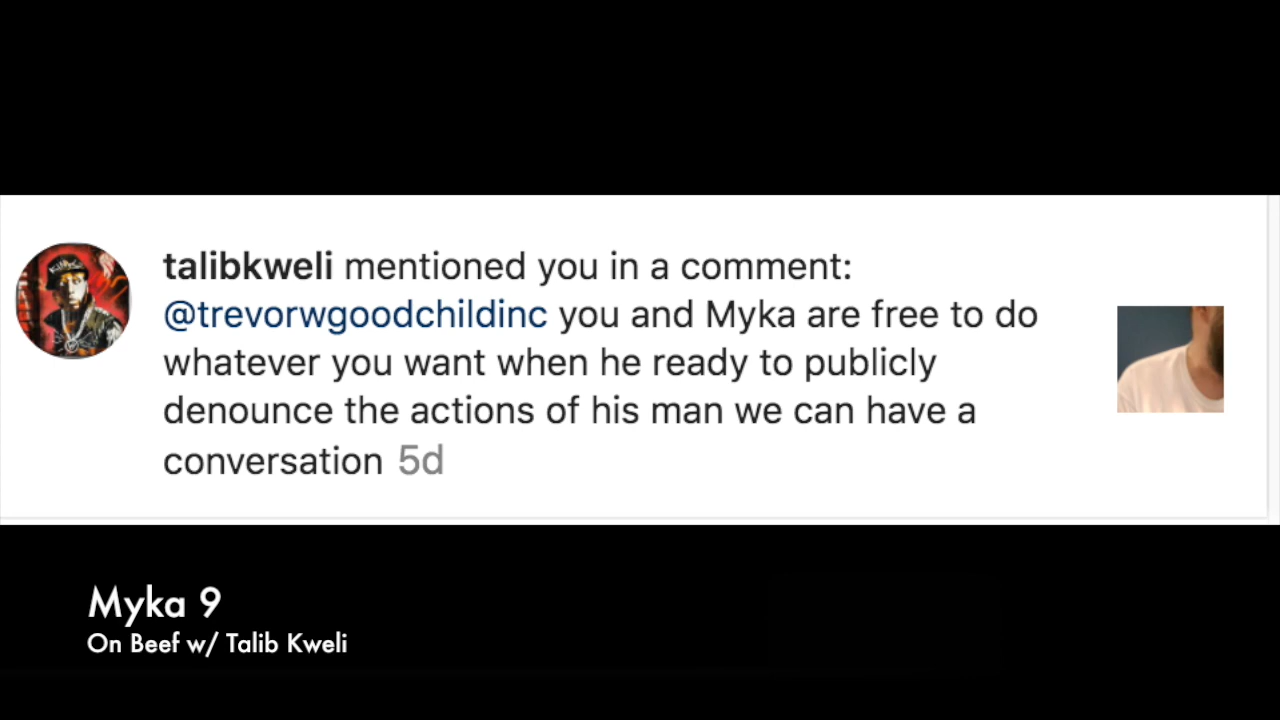 talibkweli mentioned you in a comment:
@trevorwgoodchildinc you and Myka are free to do
whatever you want when he ready to publicly
denounce the actions of his man we can have a
conversation 5d
Myka 9
On Beef w/ Talib Kweli